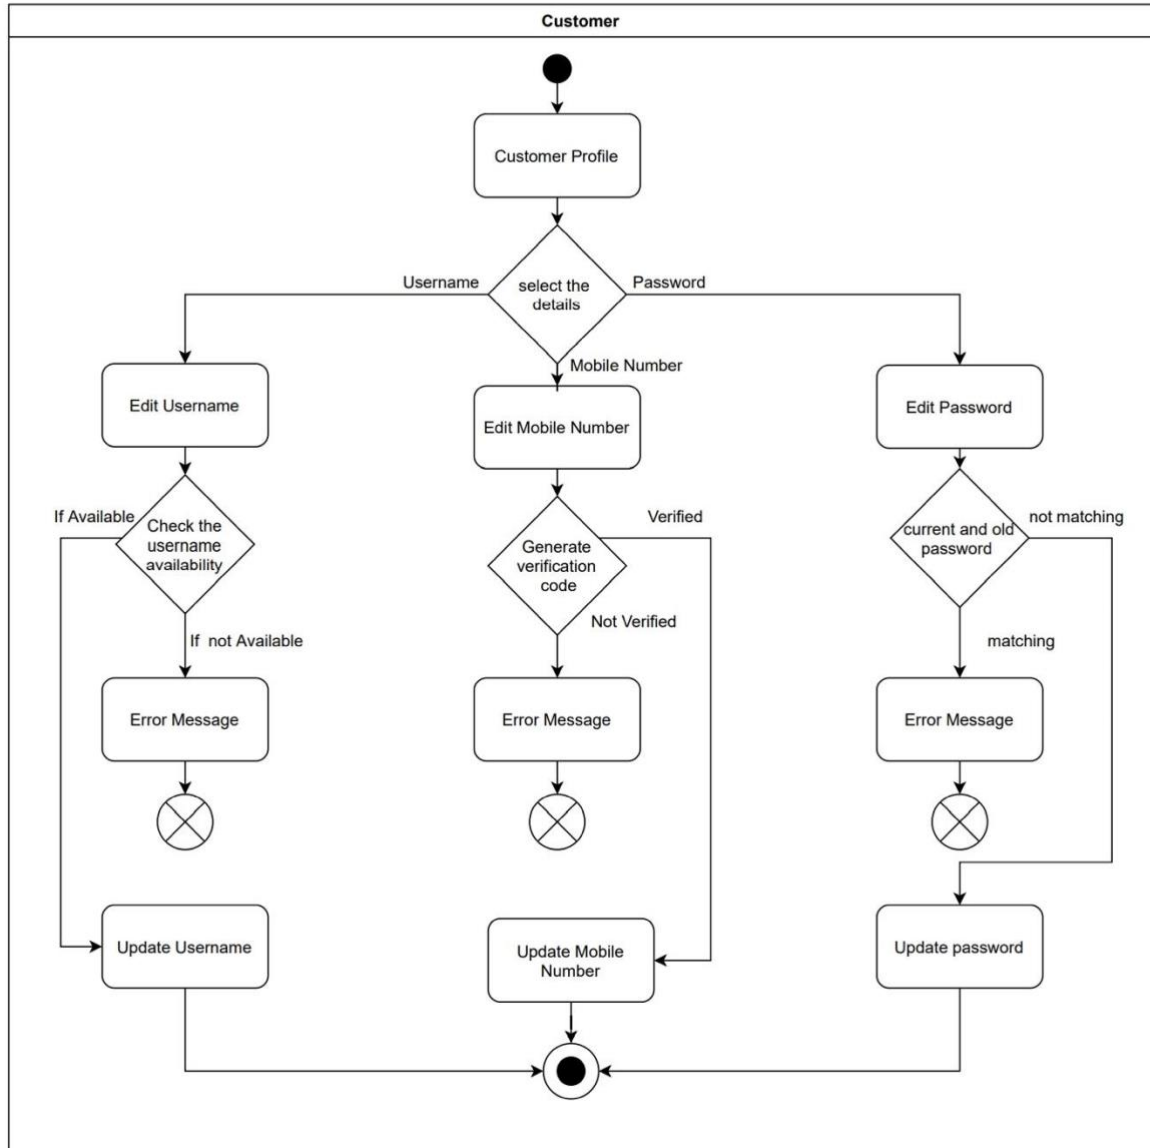 Customer
Customer Profile
select the
details
Username
Password
Mobile Number
Edit Username
Edit Mobile Number
Edit Password
If Available
Check the
username
availability
If not Available
Verified
Generate
verification
code
Not Verified
current and old
password
not matching
matching
Error Message
Error Message
Error Message
Update Username
Update Mobile
Number
Update password